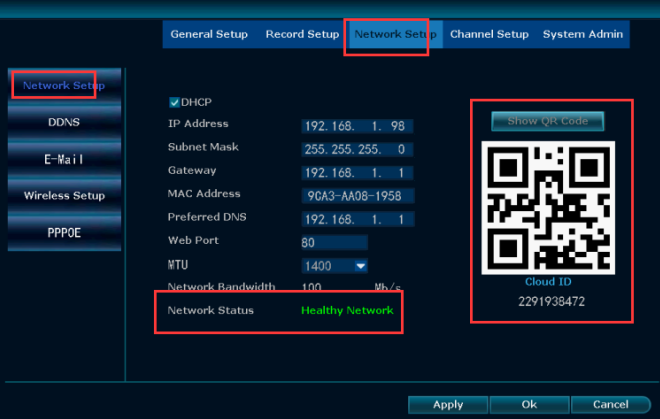 General Setup Record Setup Network Setup Channel Setup System Admin
Network Setup
DDNS
E-Mail
Wireless Setup
PPPOE
DHCP
IP Address 192.168. 1. 98
Subnet Mask 255.255.255. 0
Gateway 192.168. 1. 1
MAC Address 9CA3-AA08-1958
Preferred DNS 192.168. 1. 1
Web Port 80
MTU 1400
Network Bandwidth 100 Mb/s
Network Status Healthy Network
Show QR Code
Cloud ID
2291938472
Apply Ok Cancel